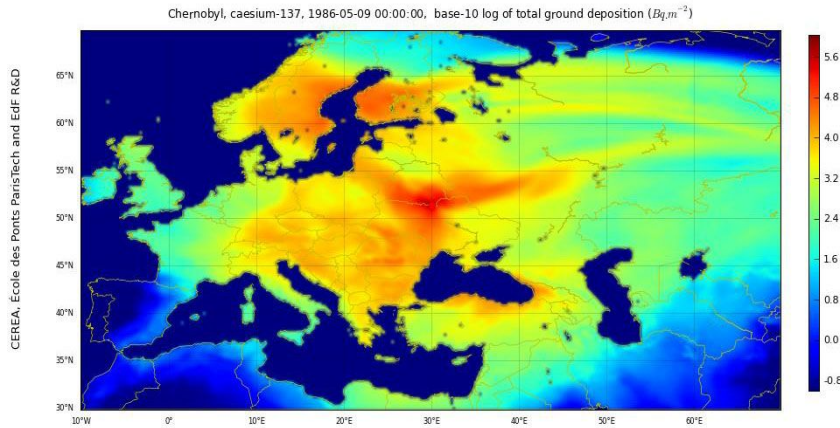 Chernobyl, caesium-137, 1986-05-09 00:00:00, base-10 log of total ground deposition (Bq.m⁻²)
CEREA, École des Ponts ParisTech and EdF R&D
65°N
60°N
55°N
50°N
45°N
40°N
35°N
30°N
10°W 0° 10°E 20°E 30°E 40°E 50°E 60°E
5.6
4.8
4.0
3.2
2.4
1.6
0.8
0.0
-0.8